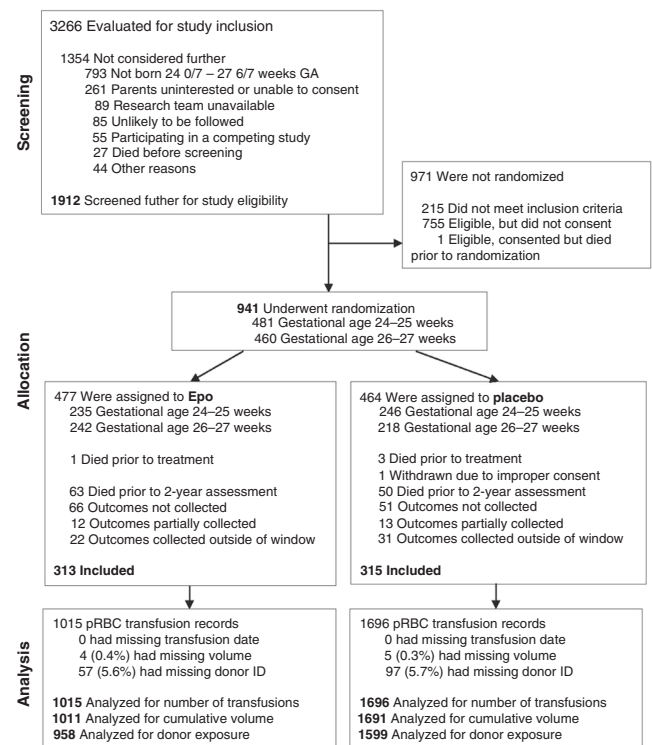 Screening
3266 Evaluated for study inclusion
1354 Not considered further
793 Not born 24 0/7 – 27 6/7 weeks GA
261 Parents uninterested or unable to consent
89 Research team unavailable
85 Unlikely to be followed
55 Participating in a competing study
27 Died before screening
44 Other reasons
1912 Screened futher for study eligibility
971 Were not randomized
215 Did not meet inclusion criteria
755 Eligible, but did not consent
1 Eligible, consented but died
prior to randomization
Allocation
941 Underwent randomization
481 Gestational age 24–25 weeks
460 Gestational age 26–27 weeks
477 Were assigned to Epo
235 Gestational age 24–25 weeks
242 Gestational age 26–27 weeks
1 Died prior to treatment
63 Died prior to 2-year assessment
66 Outcomes not collected
12 Outcomes partially collected
22 Outcomes collected outside of window
313 Included
464 Were assigned to placebo
246 Gestational age 24–25 weeks
218 Gestational age 26–27 weeks
3 Died prior to treatment
1 Withdrawn due to improper consent
50 Died prior to 2-year assessment
51 Outcomes not collected
13 Outcomes partially collected
31 Outcomes collected outside of window
315 Included
Analysis
1015 pRBC transfusion records
0 had missing transfusion date
4 (0.4%) had missing volume
57 (5.6%) had missing donor ID
1015 Analyzed for number of transfusions
1011 Analyzed for cumulative volume
958 Analyzed for donor exposure
1696 pRBC transfusion records
0 had missing transfusion date
5 (0.3%) had missing volume
97 (5.7%) had missing donor ID
1696 Analyzed for number of transfusions
1691 Analyzed for cumulative volume
1599 Analyzed for donor exposure